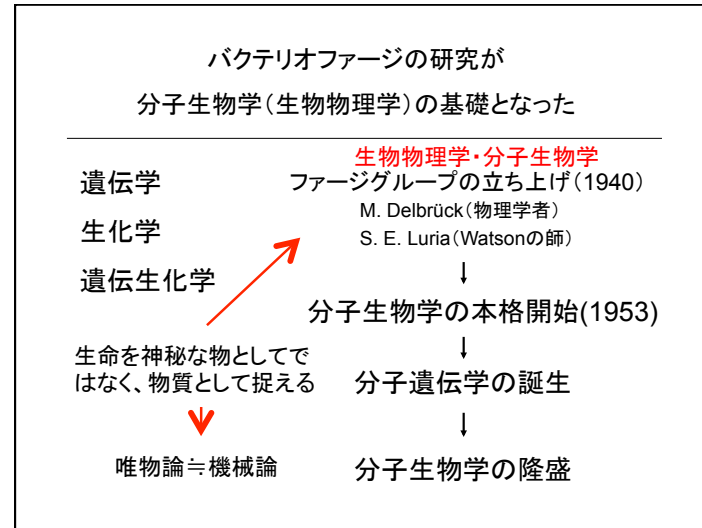 バクテリオファージの研究が
分子生物学(生物物理学)の基礎となった
遺伝学
生化学
遺伝生化学
生命を神秘な物としてで
はなく、物質として捉える
唯物論≒機械論
生物物理学・分子生物学
ファージグループの立ち上げ(1940)
M. Delbrück(物理学者)
S. E. Luria(Watsonの師)
↓
分子生物学の本格開始(1953)
↓
分子遺伝学の誕生
↓
分子生物学の隆盛